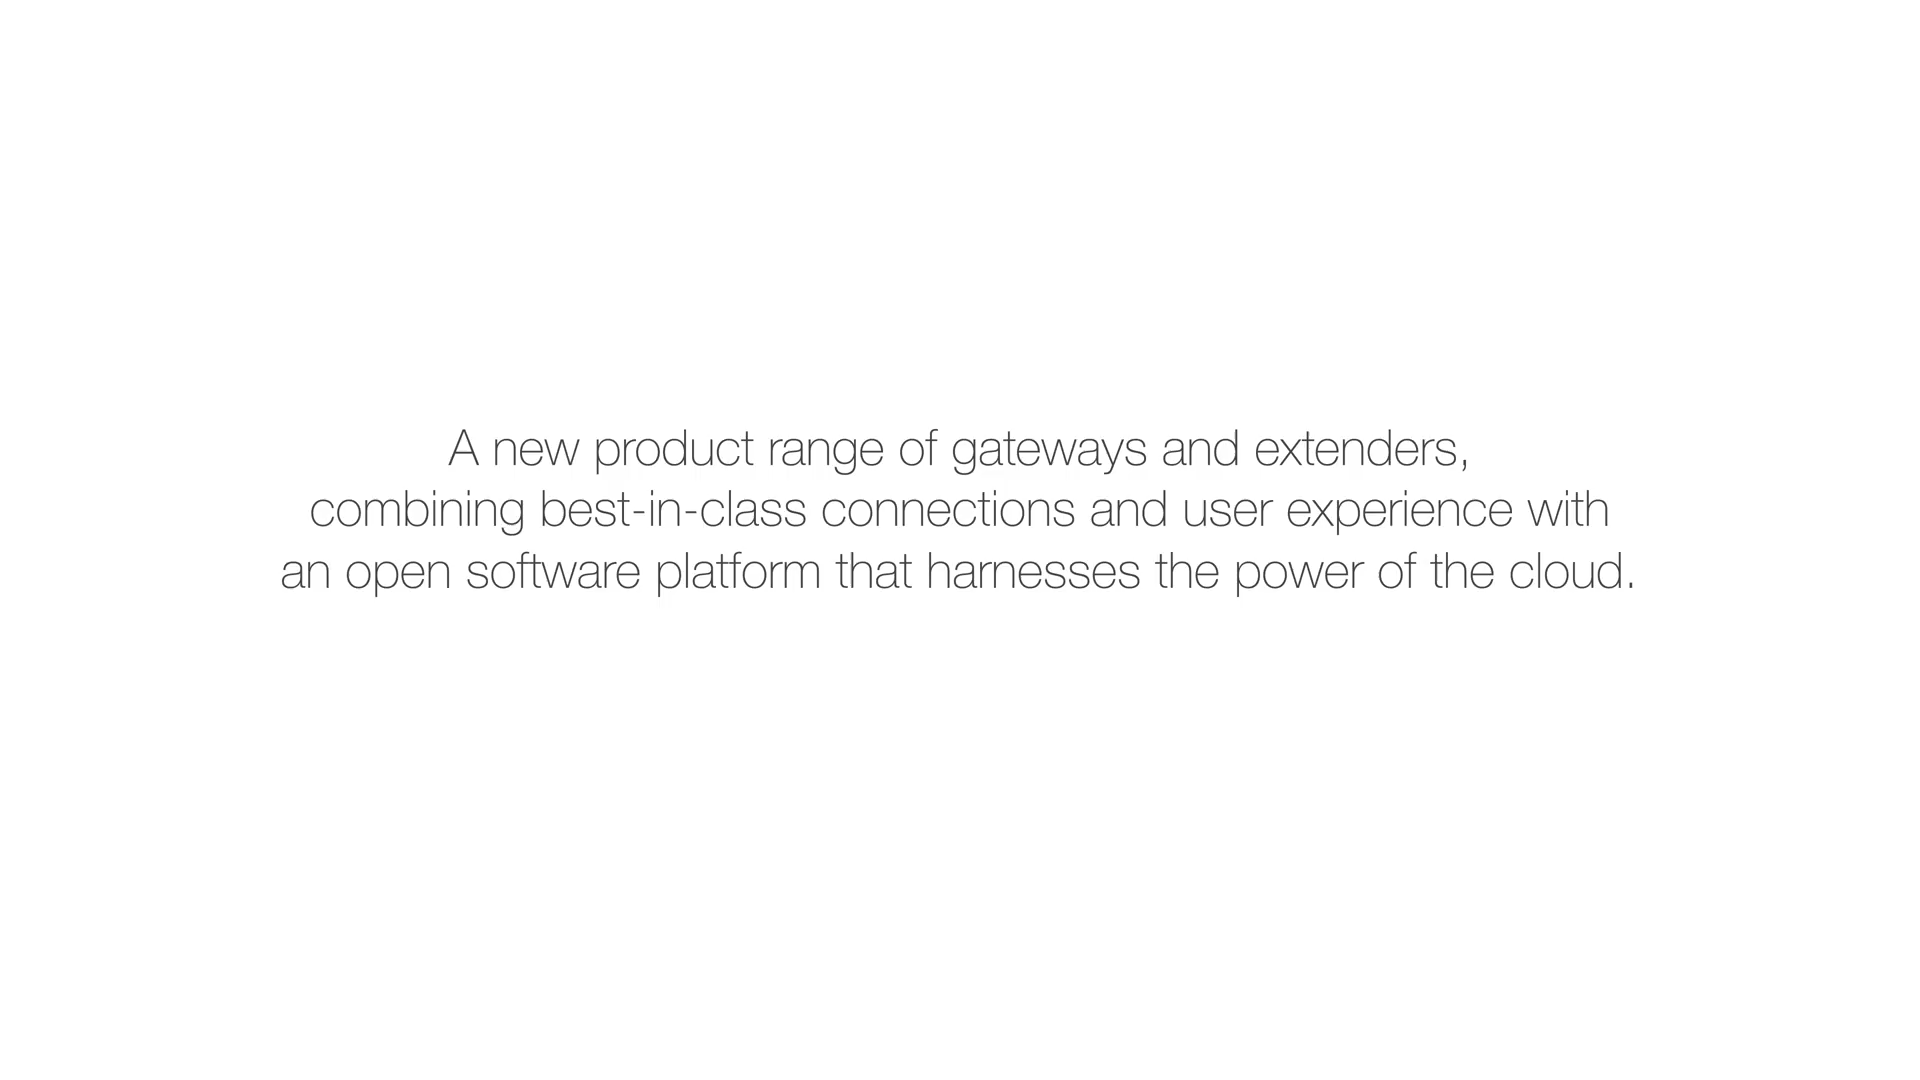 A new product range of gateways and extenders,
combining best-in-class connections and user experience with
an open software platform that harnesses the power of the cloud.